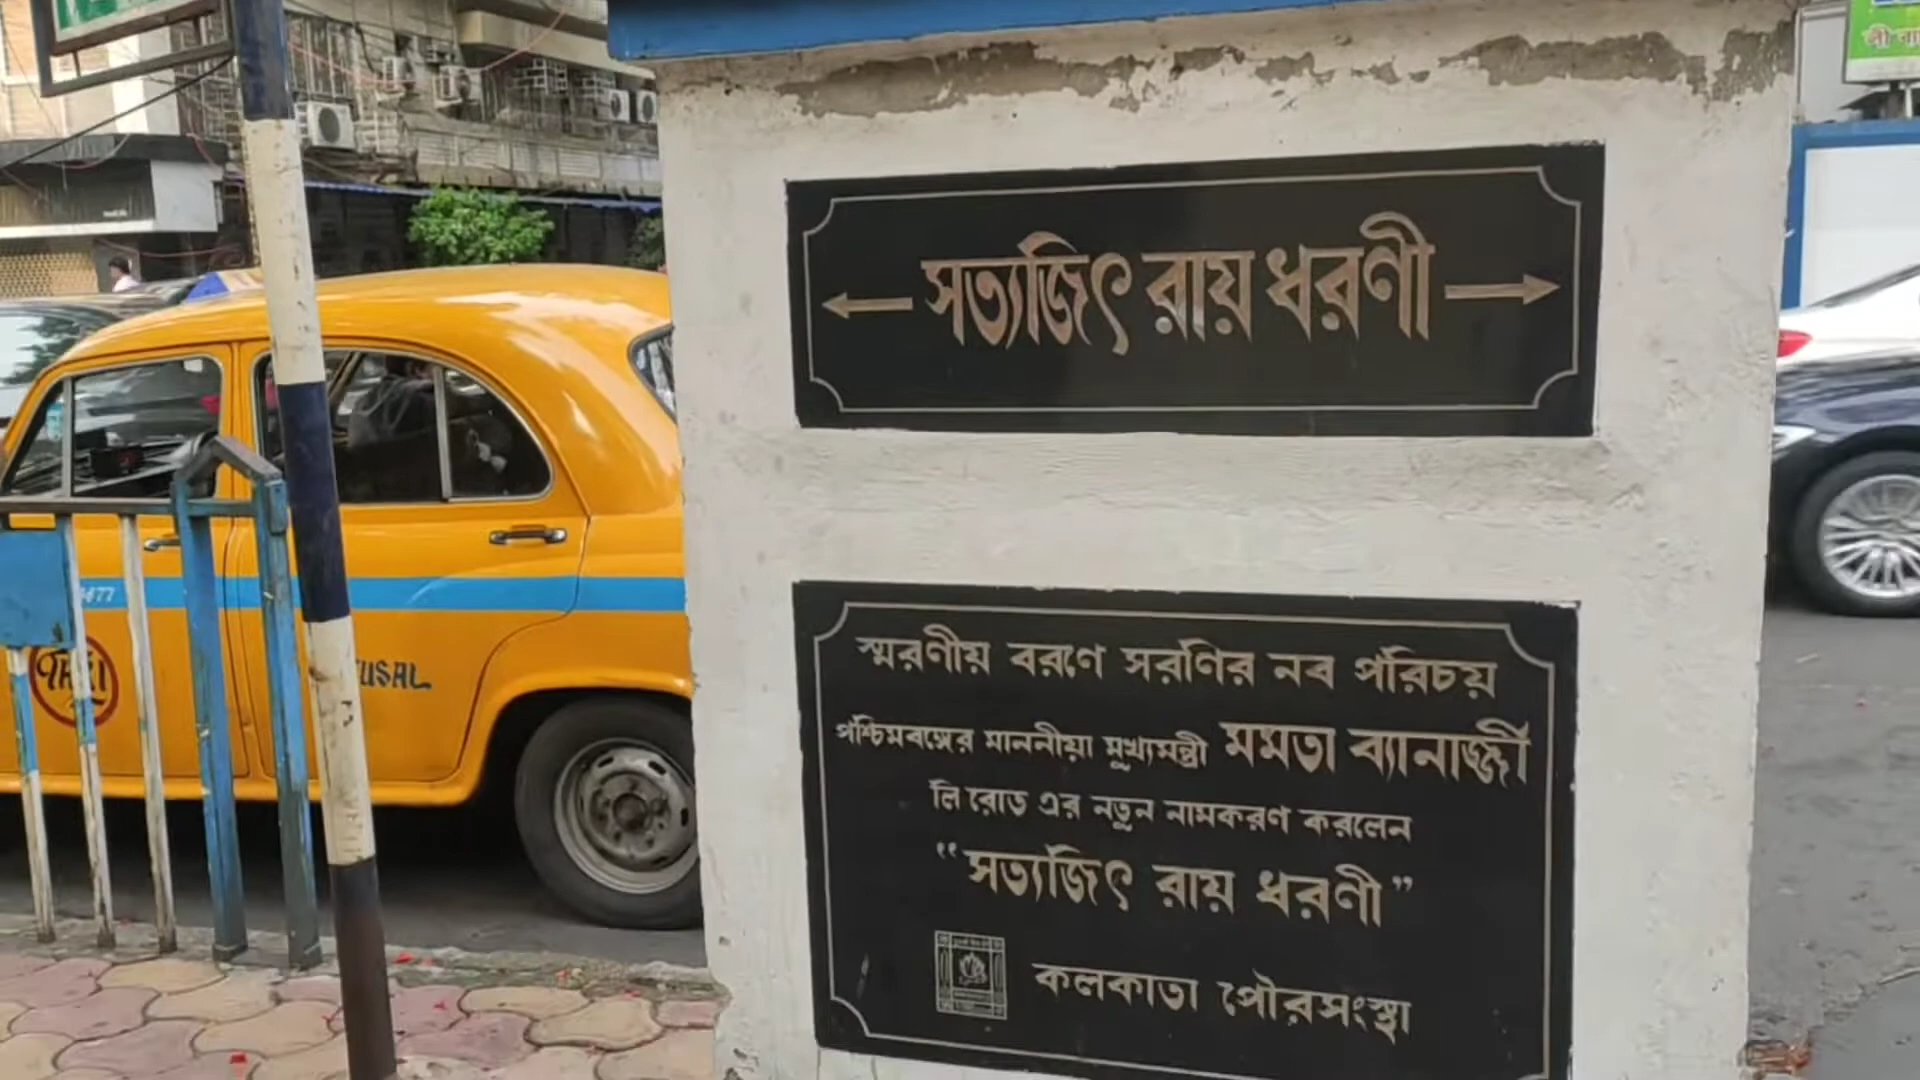 সত্যজিৎ রায় ধরণী
স্মরণীয় বরণে সরণির নব পরিচয়
পশ্চিমবঙ্গের মাননীয়া মুখ্যমন্ত্রী মমতা ব্যানার্জ্জী
লি রোড এর নতুন নামকরণ করলেন
“সত্যজিৎ রায় ধরণী”
কলকাতা পৌরসংস্থা
TAXI